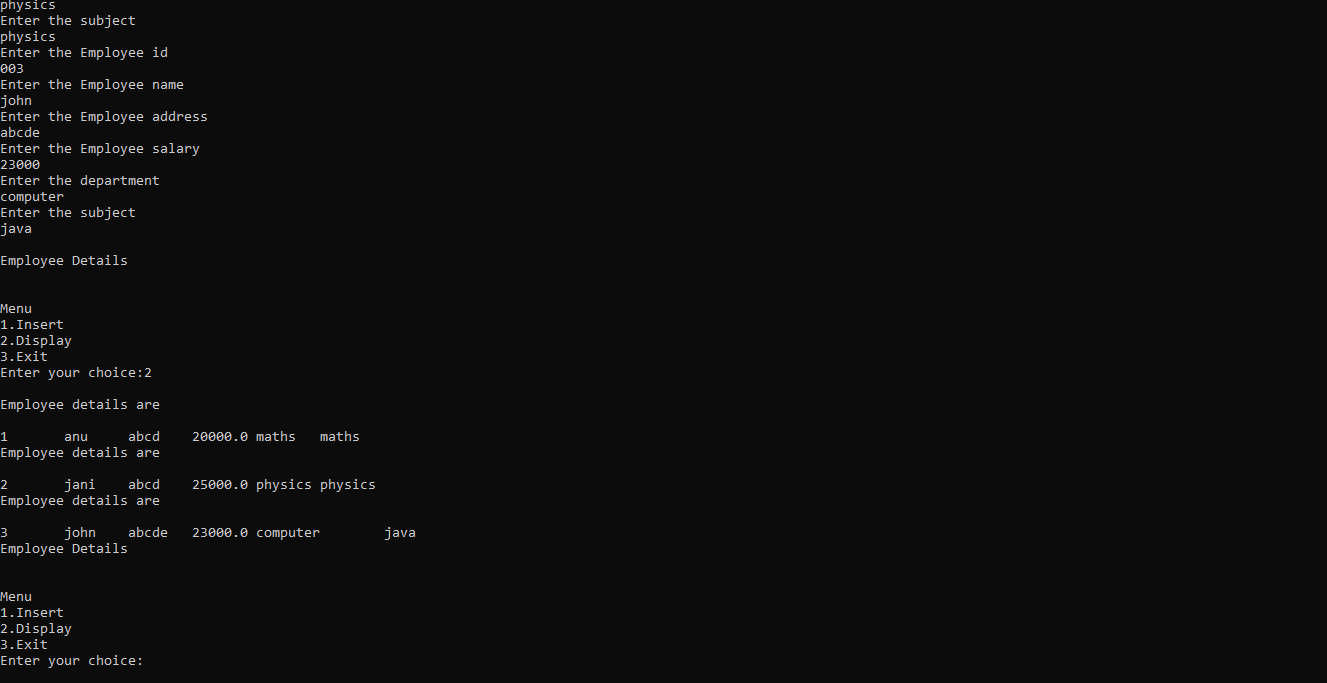 physics
Enter the subject
physics
Enter the Employee id
003
Enter the Employee name
john
Enter the Employee address
abcde
Enter the Employee salary
23000
Enter the department
computer
Enter the subject
java
Employee Details
Menu
1.Insert
2.Display
3.Exit
Enter your choice:2
Employee details are
1 anu abcd 20000.0 maths maths
Employee details are
2 jani abcd 25000.0 physics physics
Employee details are
3 john abcde 23000.0 computer java
Employee Details
Menu
1.Insert
2.Display
3.Exit
Enter your choice: